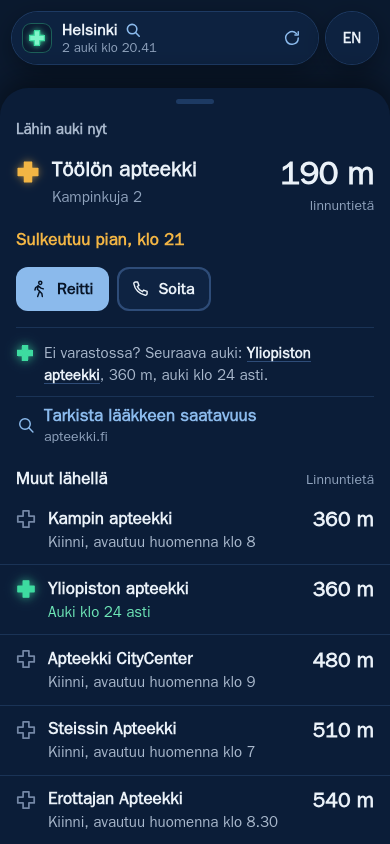 Helsinki
2 auki klo 20.41
EN
Lähin auki nyt
Töölön apteekki
190 m
Kampinkuja 2
linnuntietä
Sulkeutuu pian, klo 21
Reitti
Soita
Ei varastossa? Seuraava auki: Yliopiston
apteekki, 360 m, auki klo 24 asti.
Tarkista lääkkeen saatavuus
apteekki.fi
Muut lähellä
Linnuntietä
Kampin apteekki
360 m
Kiinni, avautuu huomenna klo 8
Yliopiston apteekki
360 m
Auki klo 24 asti
Apteekki CityCenter
480 m
Kiinni, avautuu huomenna klo 9
Steissin Apteekki
510 m
Kiinni, avautuu huomenna klo 7
Erottajan Apteekki
540 m
Kiinni, avautuu huomenna klo 8.30